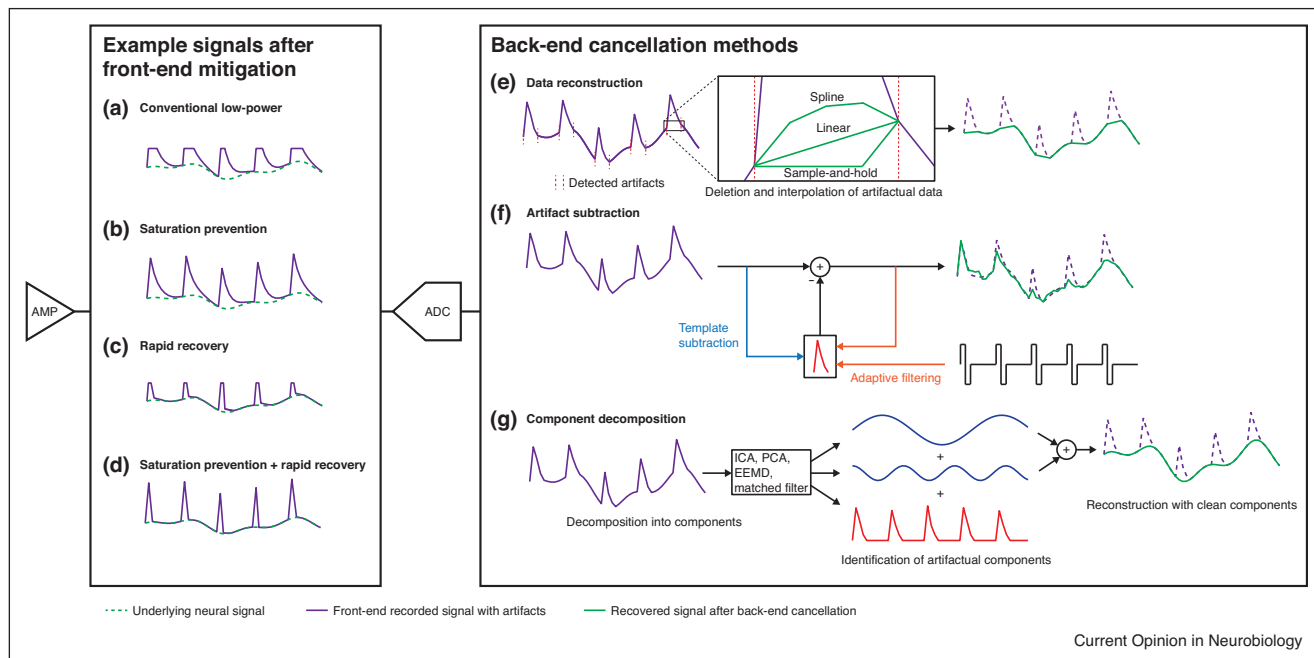 Example signals after
front-end mitigation
(a) Conventional low-power
(b) Saturation prevention
(c) Rapid recovery
(d) Saturation prevention + rapid recovery
AMP
ADC
Back-end cancellation methods
(e) Data reconstruction
Detected artifacts
Spline
Linear
Sample-and-hold
Deletion and interpolation of artifactual data
(f) Artifact subtraction
+
-
Template
subtraction
Adaptive filtering
(g) Component decomposition
ICA, PCA,
EEMD,
matched filter
Decomposition into components
+
+
+
Identification of artifactual components
Reconstruction with clean components
Underlying neural signal
Front-end recorded signal with artifacts
Recovered signal after back-end cancellation
Current Opinion in Neurobiology